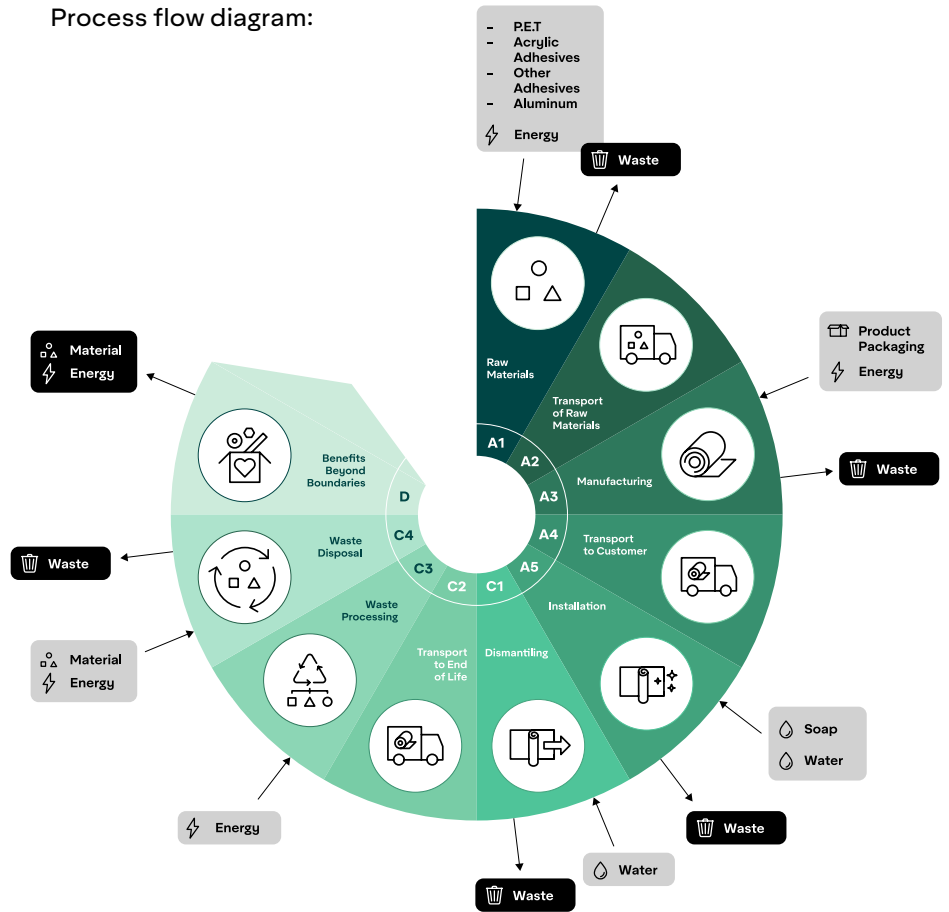 Process flow diagram:
- P.E.T
- Acrylic
Adhesives
- Other
Adhesives
- Aluminum
Energy
Waste
Raw
Materials
A1
Transport
of Raw
Materials
A2
Product
Packaging
Energy
Manufacturing
A3
Waste
Transport
to Customer
A4
Installation
A5
Soap
Water
Waste
Dismantiling
C1
Water
Waste
Transport
to End
of Life
C2
Waste
Processing
C3
Energy
Waste
Disposal
C4
Waste
Material
Energy
Benefits
Beyond
Boundaries
D
Material
Energy